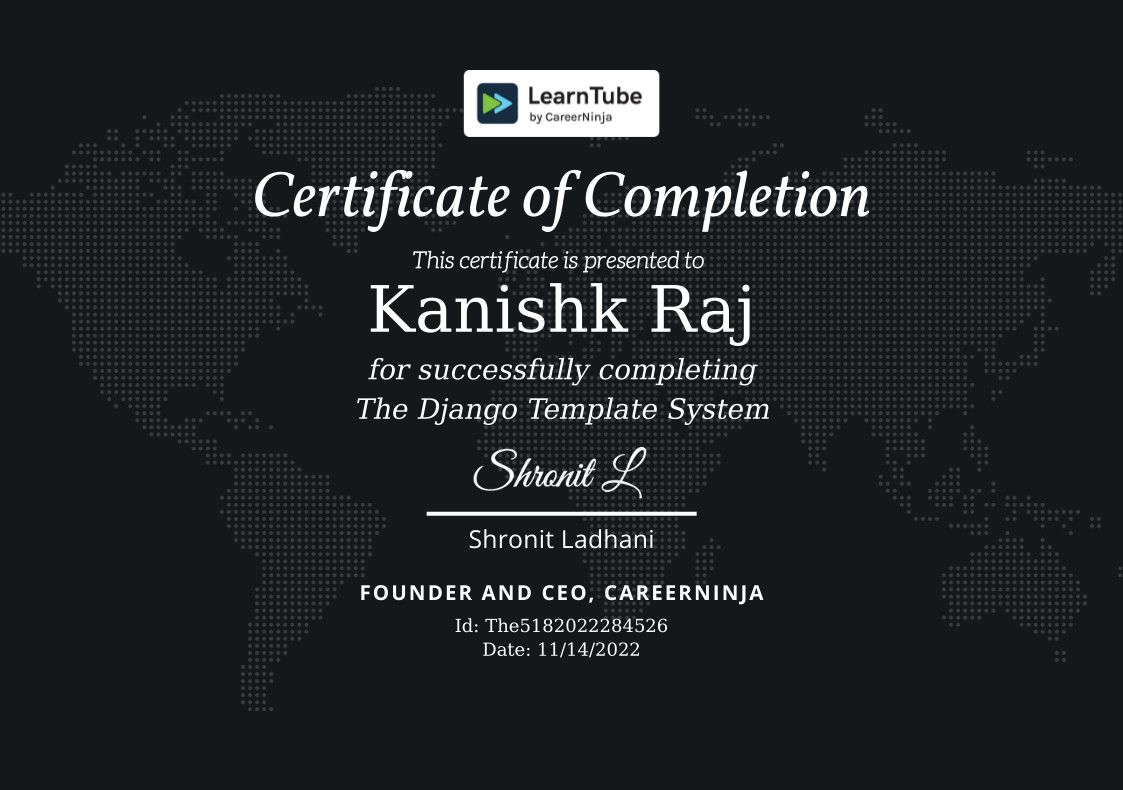 LearnTube
by CareerNinja
Certificate of Completion
This certificate is presented to
Kanishk Raj
for successfully completing
The Django Template System
Shronit L
Shronit Ladhani
FOUNDER AND CEO, CAREERNINJA
Id: The5182022284526
Date: 11/14/2022